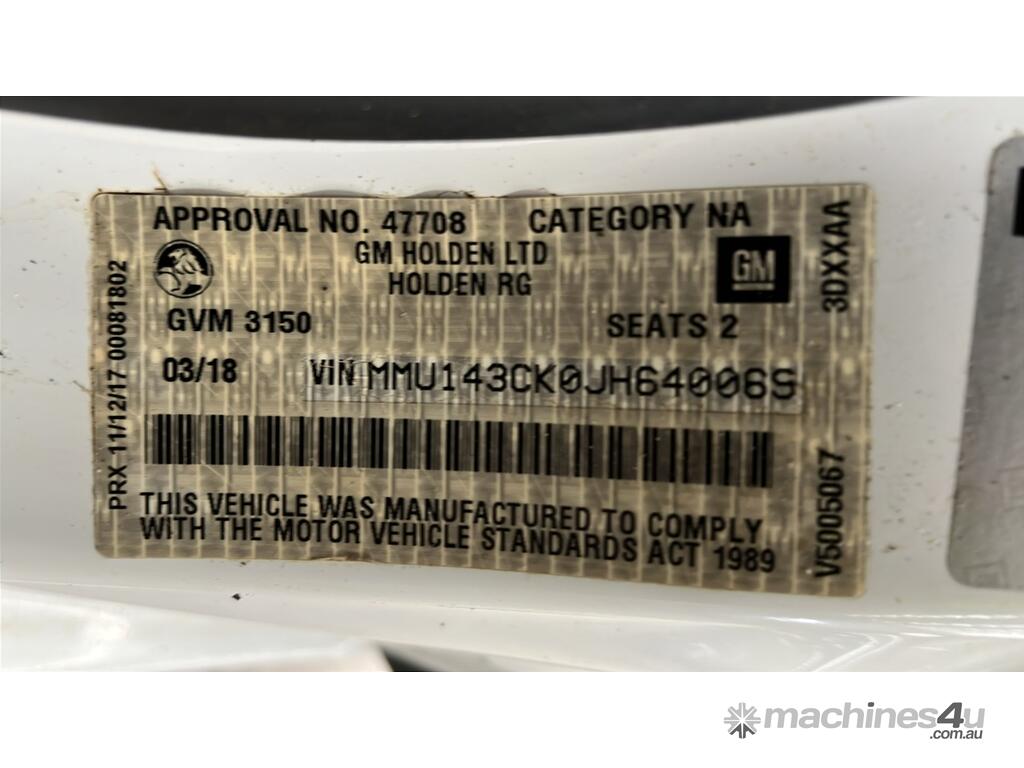 APPROVAL NO. 47708 CATEGORY NA
GM HOLDEN LTD
HOLDEN RG
GM
GVM 3150 SEATS 2
03/18 VIN MMU143CK0JH640069
THIS VEHICLE WAS MANUFACTURED TO COMPLY
WITH THE MOTOR VEHICLE STANDARDS ACT 1989
PRX 11/12/17 00081802
3DXXAA
V5005067
machines4u
.com.au